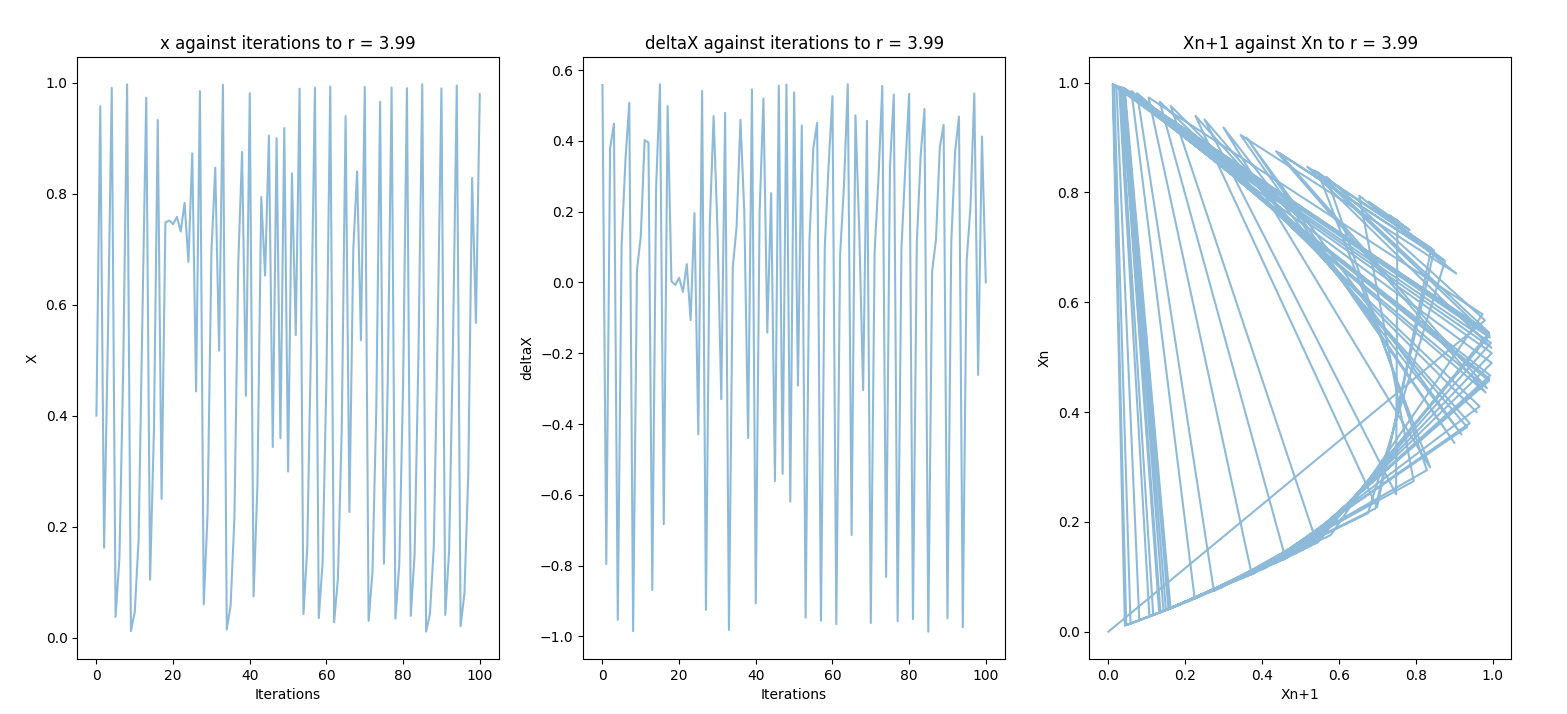 x against iterations to r = 3.99
1.0
0.8
0.6
0.4
0.2
0.0
X
0 20 40 60 80 100
Iterations
deltaX against iterations to r = 3.99
0.6
0.4
0.2
0.0
−0.2
−0.4
−0.6
−0.8
−1.0
deltaX
0 20 40 60 80 100
Iterations
Xn+1 against Xn to r = 3.99
1.0
0.8
0.6
0.4
0.2
0.0
Xn
0.0 0.2 0.4 0.6 0.8 1.0
Xn+1